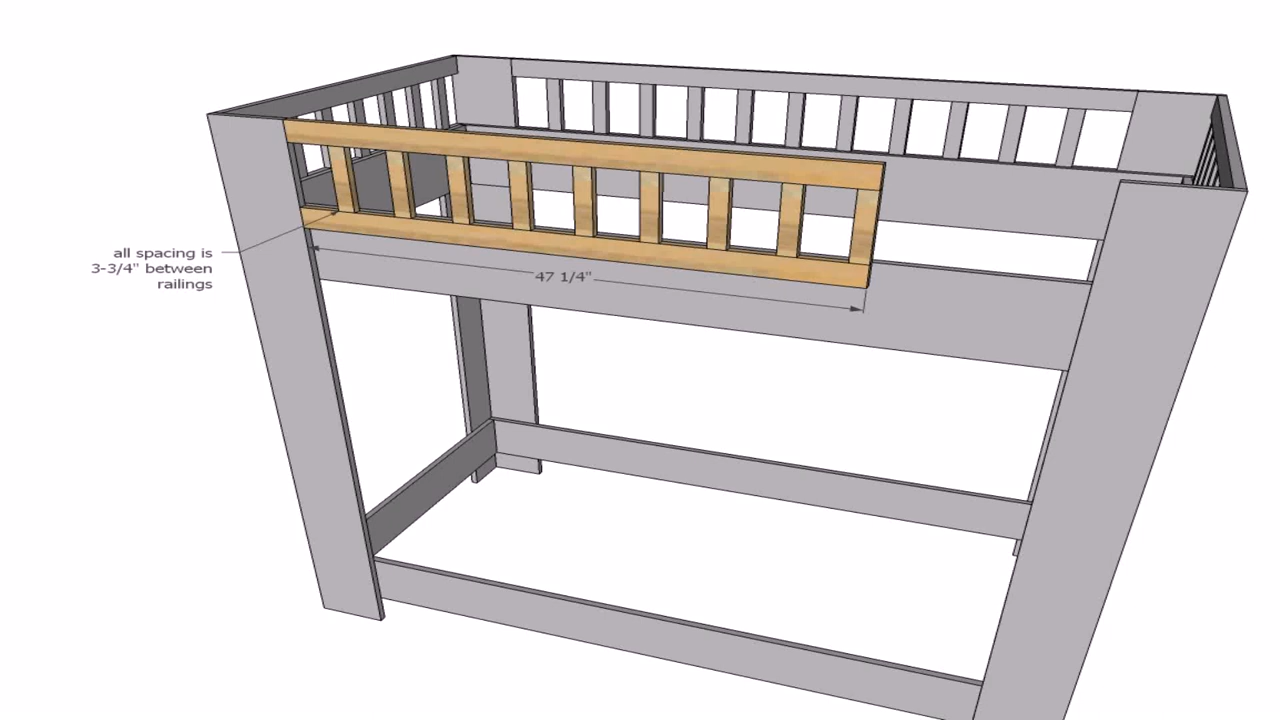 all spacing is
3-3/4" between
railings
47 1/4"